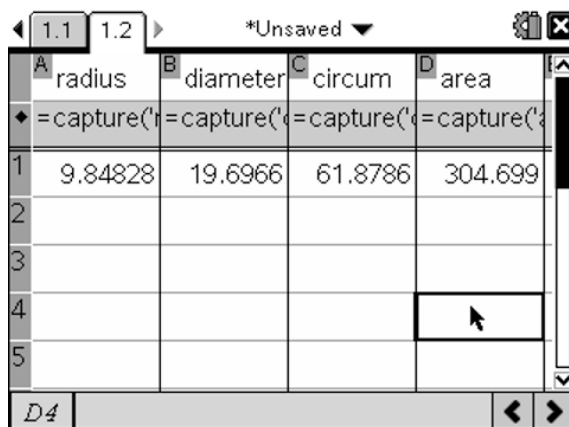 1.1 1.2 *Unsaved
A radius B diameter C circum D area
=capture('r =capture(' =capture(' =capture('a
1 9.84828 19.6966 61.8786 304.699
2
3
4
5
D4